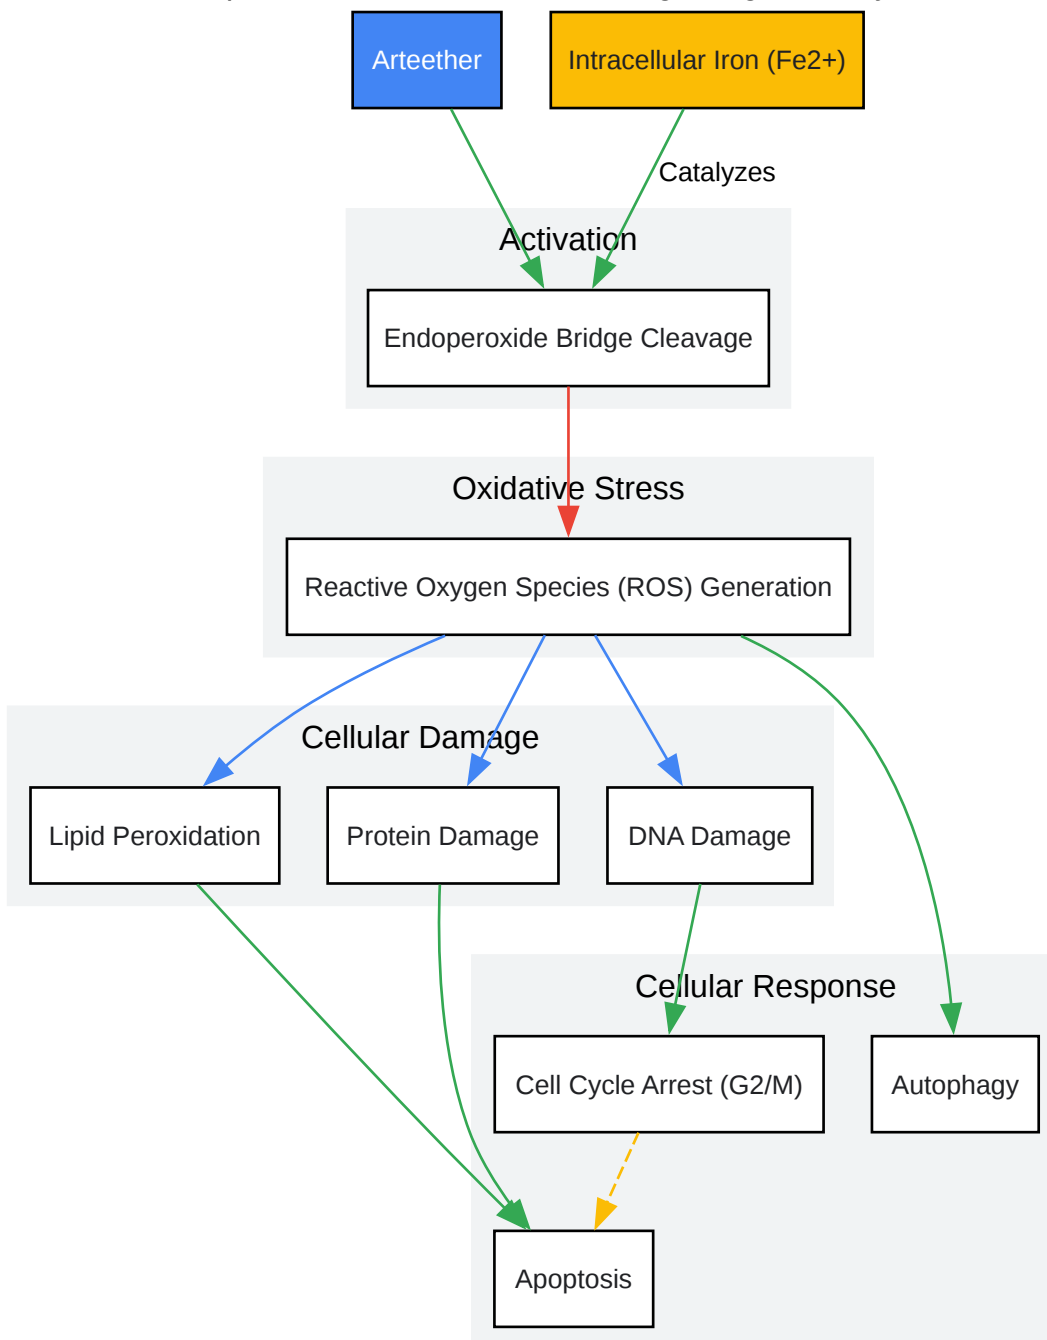 Arteether
Intracellular Iron (Fe2+)
Catalyzes
Activation
Endoperoxide Bridge Cleavage
Oxidative Stress
Reactive Oxygen Species (ROS) Generation
Cellular Damage
Lipid Peroxidation
Protein Damage
DNA Damage
Cellular Response
Cell Cycle Arrest (G2/M)
Autophagy
Apoptosis